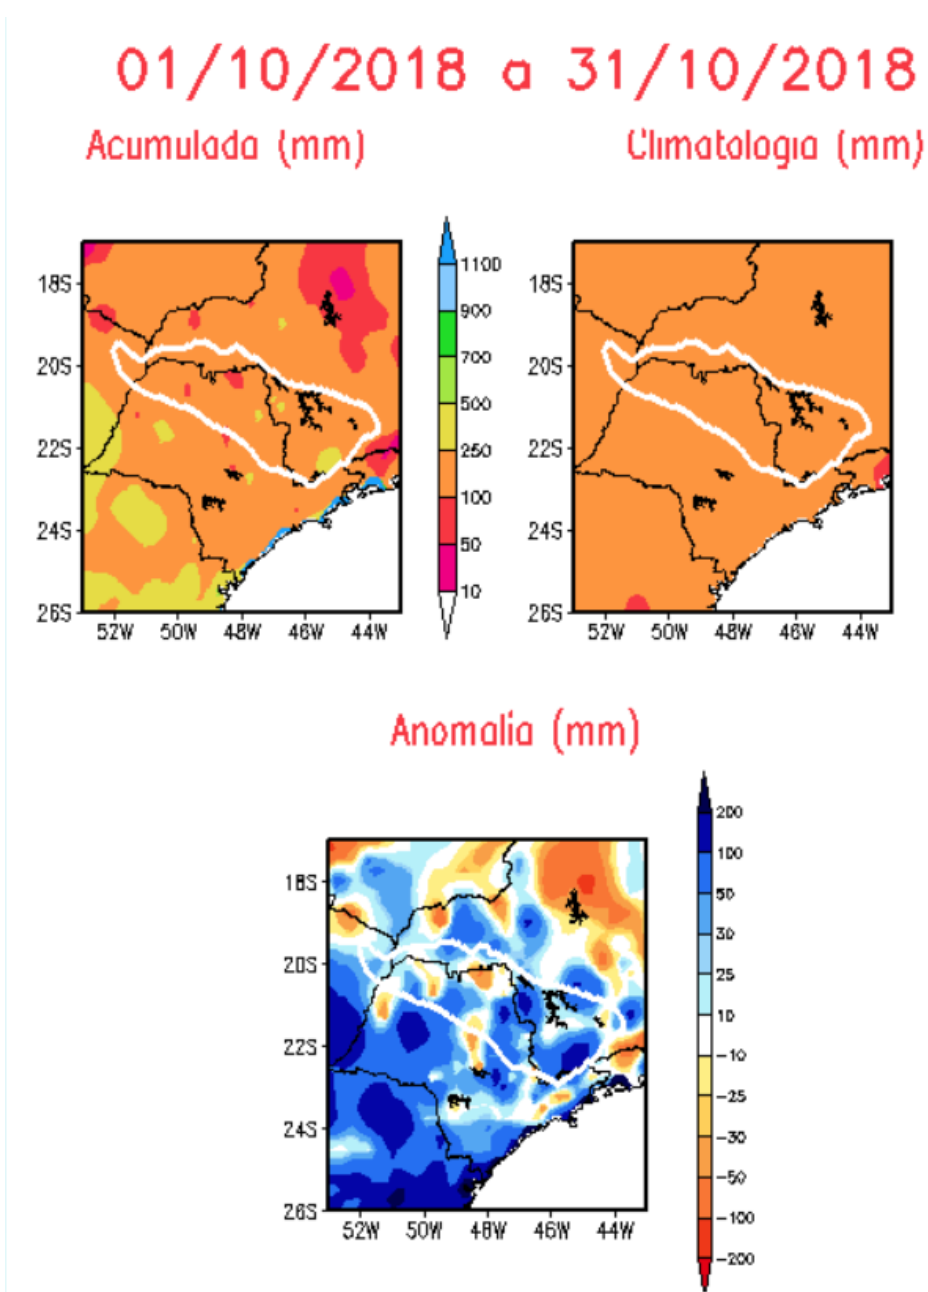 01/10/2018 a 31/10/2018
Acumulada (mm)
Climatologia (mm)
18S
20S
22S
24S
26S
52W 50W 48W 46W 44W
1100
900
700
500
250
100
50
10
18S
20S
22S
24S
26S
52W 50W 48W 46W 44W
Anomalia (mm)
18S
20S
22S
24S
26S
52W 50W 48W 46W 44W
200
100
50
30
25
10
-10
-25
-30
-50
-100
-200